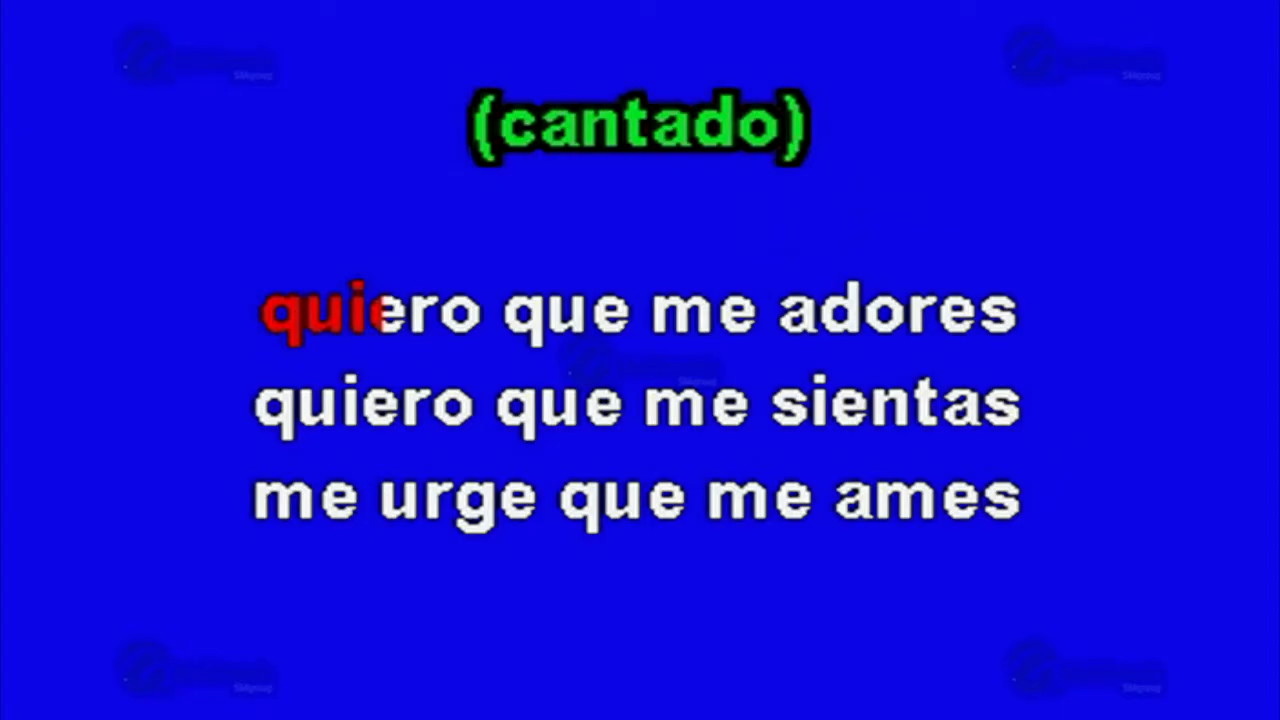 (cantado)
quiero que me adores
quiero que me sientas
me urge que me ames